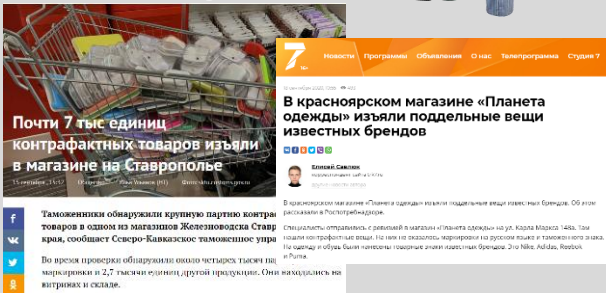 Почти 7 тыс единиц
контрафактных товаров изъяли
в магазине на Ставрополье
Таможенники обнаружили крупную партию контра
товаров в одном из магазинов Железноводска Став
края, сообщает Северо-Кавказское таможенное упра
Во время проверки обнаружили около четырех тысяч
маркировки и 2,7 тысячи единиц другой продукции. Они находились на
витринах и складе.
7
Новости Программы Объявления О нас Телепрограмма Студия 7
В красноярском магазине «Планета
одежды» изъяли поддельные вещи
известных брендов
Елисей Савлюк
В красноярском магазине «Планета одежды» изъяли поддельные вещи известных брендов. Об этом
рассказали в Роспотребнадзоре.
Специалисты отправились с ревизией в магазин «Планета одежды» на ул. Карла Маркса 148а. Там
нашли контрафактные вещи. На них не оказалось маркировки на русском языке и таможенного знака.
На одежду и обувь были нанесены товарные знаки известных брендов. Это Nike, Adidas, Reebok
и Puma.